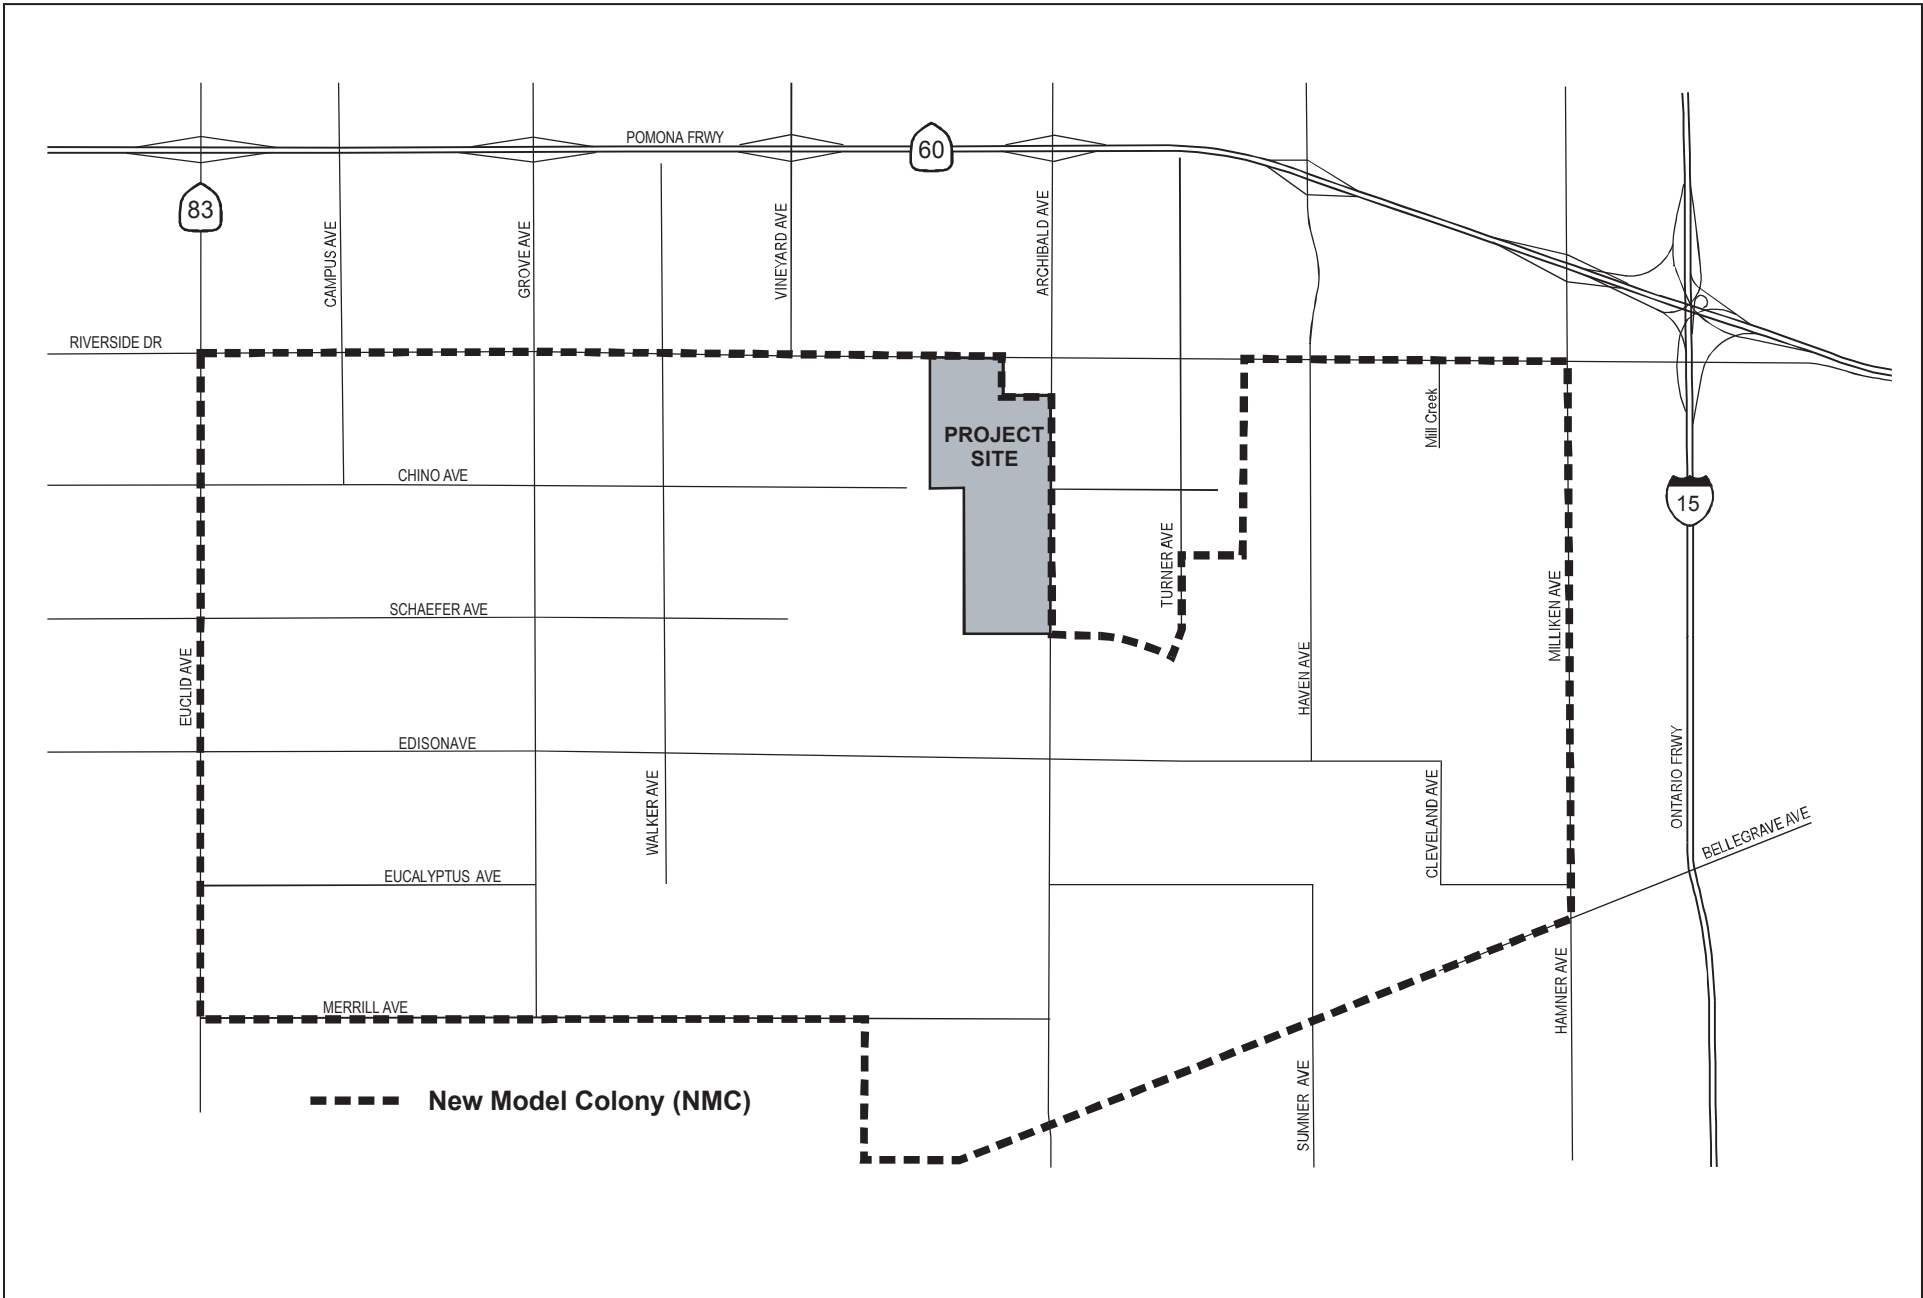 POMONA FRWY
60
83
CAMPUS AVE
GROVE AVE
VINEYARD AVE
ARCHIBALD AVE
RIVERSIDE DR
Mill Creek
PROJECT
SITE
CHINO AVE
15
TURNER AVE
MILLIKEN AVE
SCHAEFER AVE
EUCLID AVE
HAVEN AVE
EDISONAVE
ONTARIO FRWY
WALKER AVE
CLEVELAND AVE
BELLEGRAVE AVE
EUCALYPTUS AVE
HAMNER AVE
MERRILL AVE
SUMNER AVE
New Model Colony (NMC)